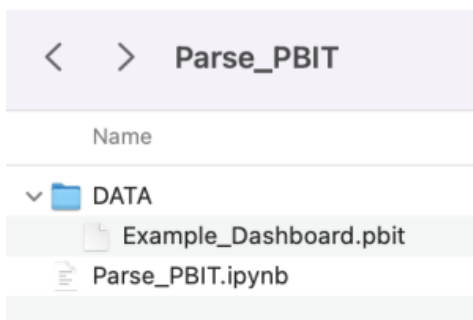 Parse_PBIT
Name
DATA
Example_Dashboard.pbit
Parse_PBIT.ipynb